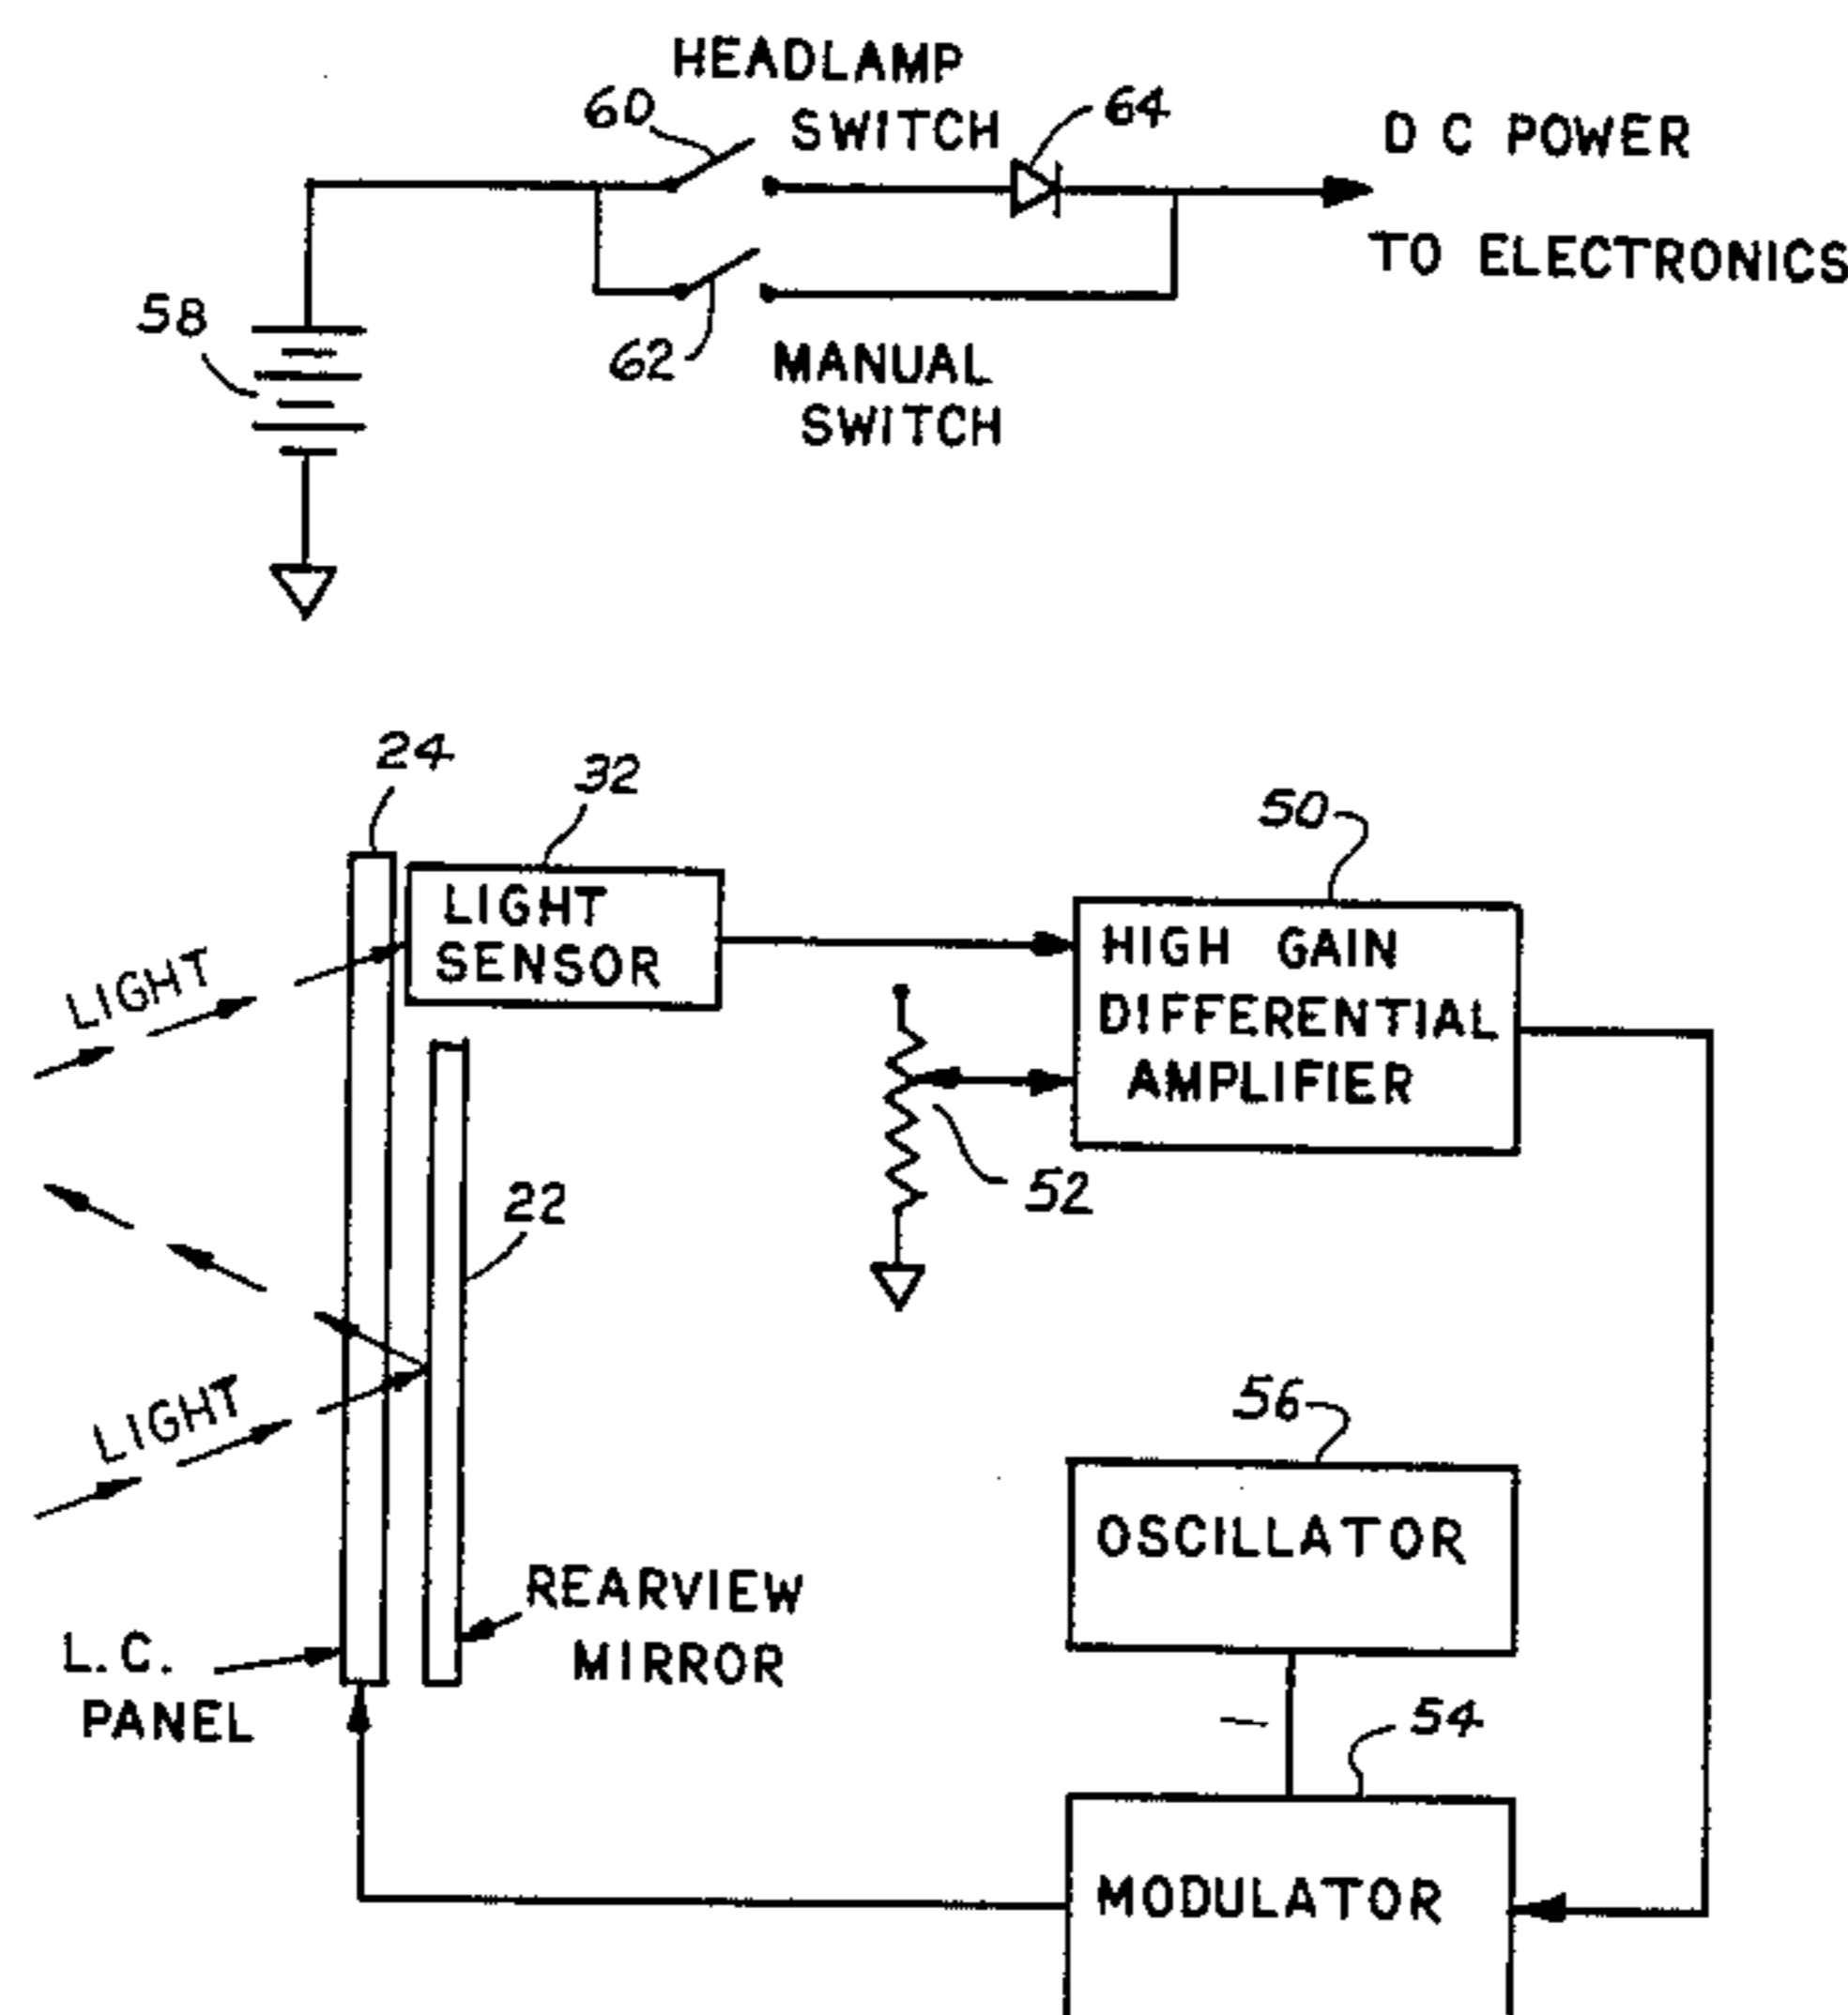 HEADLAMP
SWITCH
60
64
D C POWER
TO ELECTRONICS
58
62
MANUAL
SWITCH
24
32
50
LIGHT
SENSOR
LIGHT
HIGH GAIN
DIFFERENTIAL
AMPLIFIER
52
22
LIGHT
56
OSCILLATOR
REARVIEW
MIRROR
L.C.
PANEL
54
MODULATOR